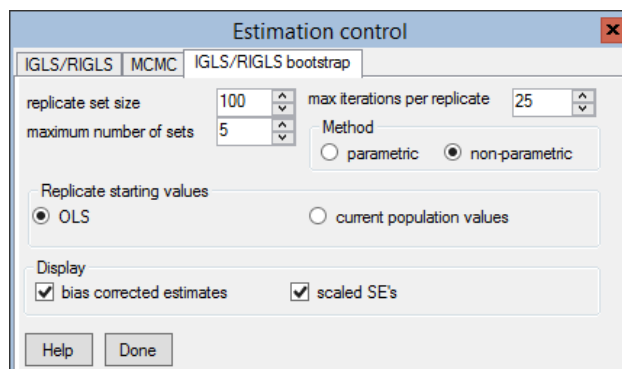 Estimation control
IGLS/RIGLS MCMC IGLS/RIGLS bootstrap
replicate set size 100 max iterations per replicate 25
maximum number of sets 5
Method
parametric non-parametric
Replicate starting values
OLS current population values
Display
bias corrected estimates scaled SE's
Help Done